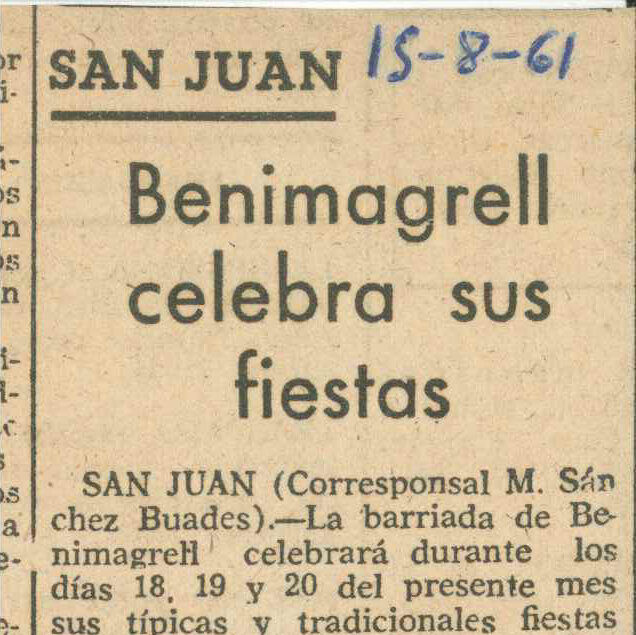 SAN JUAN 15-8-61
Benimagrell
celebra sus
fiestas
SAN JUAN (Corresponsal M. Sán
chez Buades).—La barriada de Be-
nimagrell celebrará durante los
días 18, 19 y 20 del presente mes
sus típicas y tradicionales fiestas